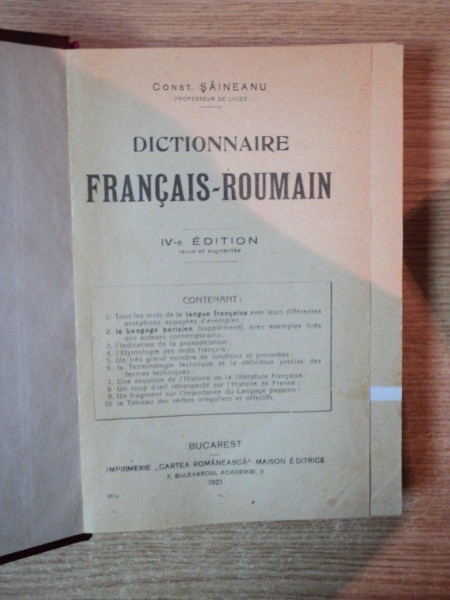 CONST. ȘĂINEANU
PROFESSEUR DE LYCÉE
DICTIONNAIRE
FRANÇAIS-ROUMAIN
IV-e ÉDITION
revue et augmentée
CONTENANT :
1. Tous les mots de la langue française avec leurs différentes
acceptions appuyées d'exemples ;
2. le Langage parisien (supplément), avec exemples tirés
des auteurs contemporains ;
3. l'Indication de la prononciation ;
4. l'Étymologie des mots français ;
5. Un très grand nombre de locutions et proverbes ;
6. la Terminologie technique et la définition précise des
termes techniques ;
7. Une esquisse de l'Histoire de la littérature française ;
8. Un coup d'œil rétrospectif sur l'Histoire de France ;
9. Un fragment sur l'importance du Langage parisien ;
10. le Tableau des verbes irréguliers et défectifs.
BUCAREST
IMPRIMERIE „CARTEA ROMÂNEASCĂ" MAISON ÉDITRICE
3, BULEVARDUL ACADEMIEI, 3
1921